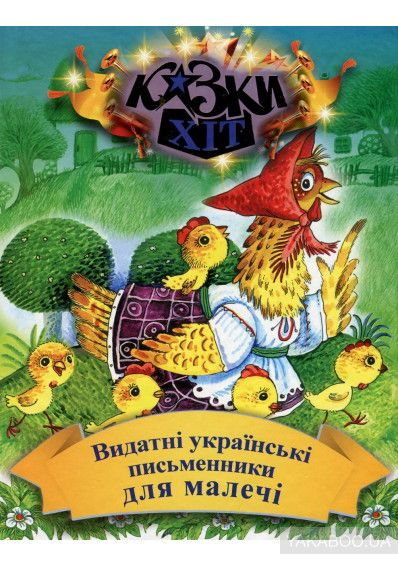 Казки
ХІТ
Видатні українські
письменники
для малечі
YAKABOO.UA